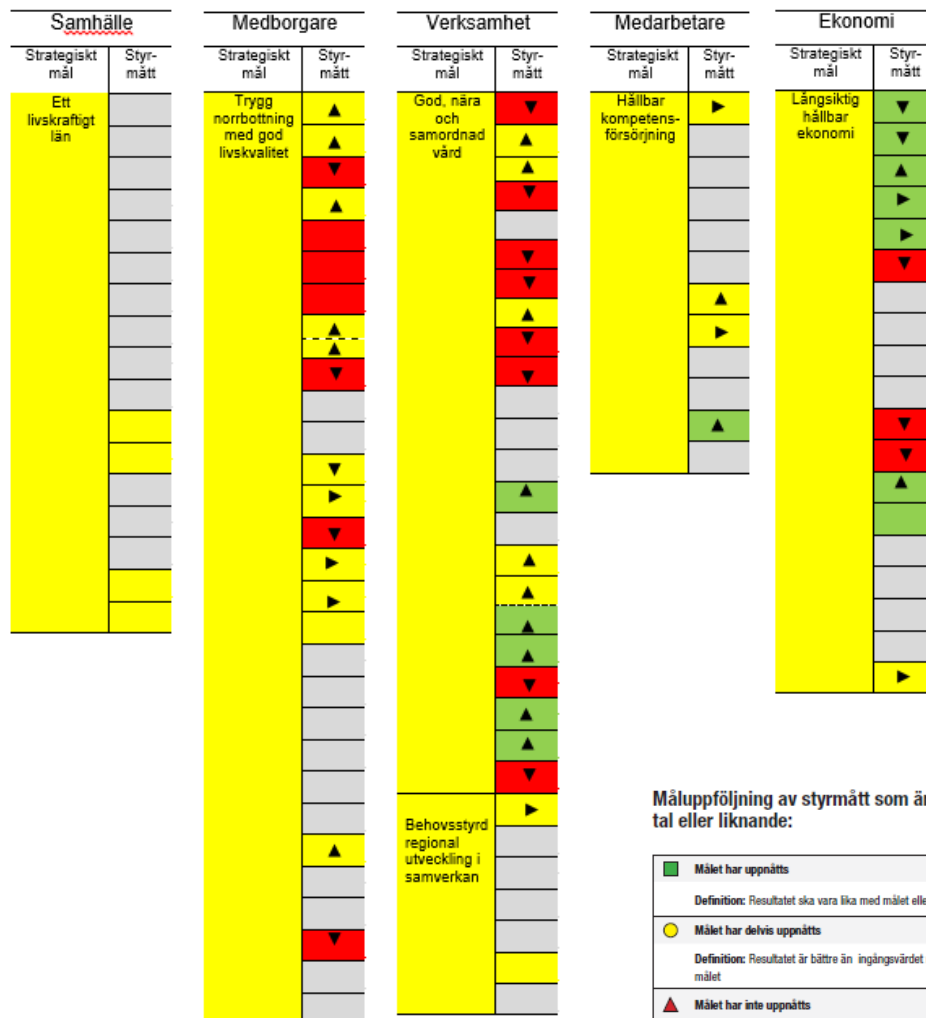 Samhälle
Strategiskt mål
Styr-mått
Ett
livskraftigt
län
Medborgare
Strategiskt mål
Styr-mått
Trygg
norrbottning
med god
livskvalitet
Verksamhet
Strategiskt mål
Styr-mått
God, nära
och
samordnad
vård
Behovsstyrd
regional
utveckling i
samverkan
Medarbetare
Strategiskt mål
Styr-mått
Hållbar
kompetens-
försörjning
Ekonomi
Strategiskt mål
Styr-mått
Långsiktig
hållbar
ekonomi
Måluppföljning av styrmått som är
tal eller liknande:
Målet har uppnåtts
Definition: Resultatet ska vara lika med målet elle
Målet har delvis uppnåtts
Definition: Resultatet är bättre än ingångsvärdet
målet
Målet har inte uppnåtts